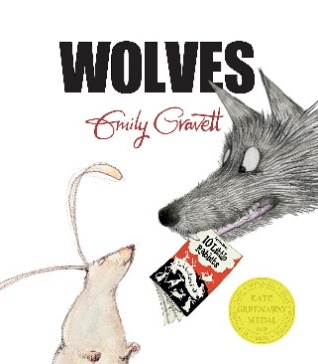 WOLVES
Emily Gravett
10 Little
Rabbits
KATE
GREENAWAY
MEDAL